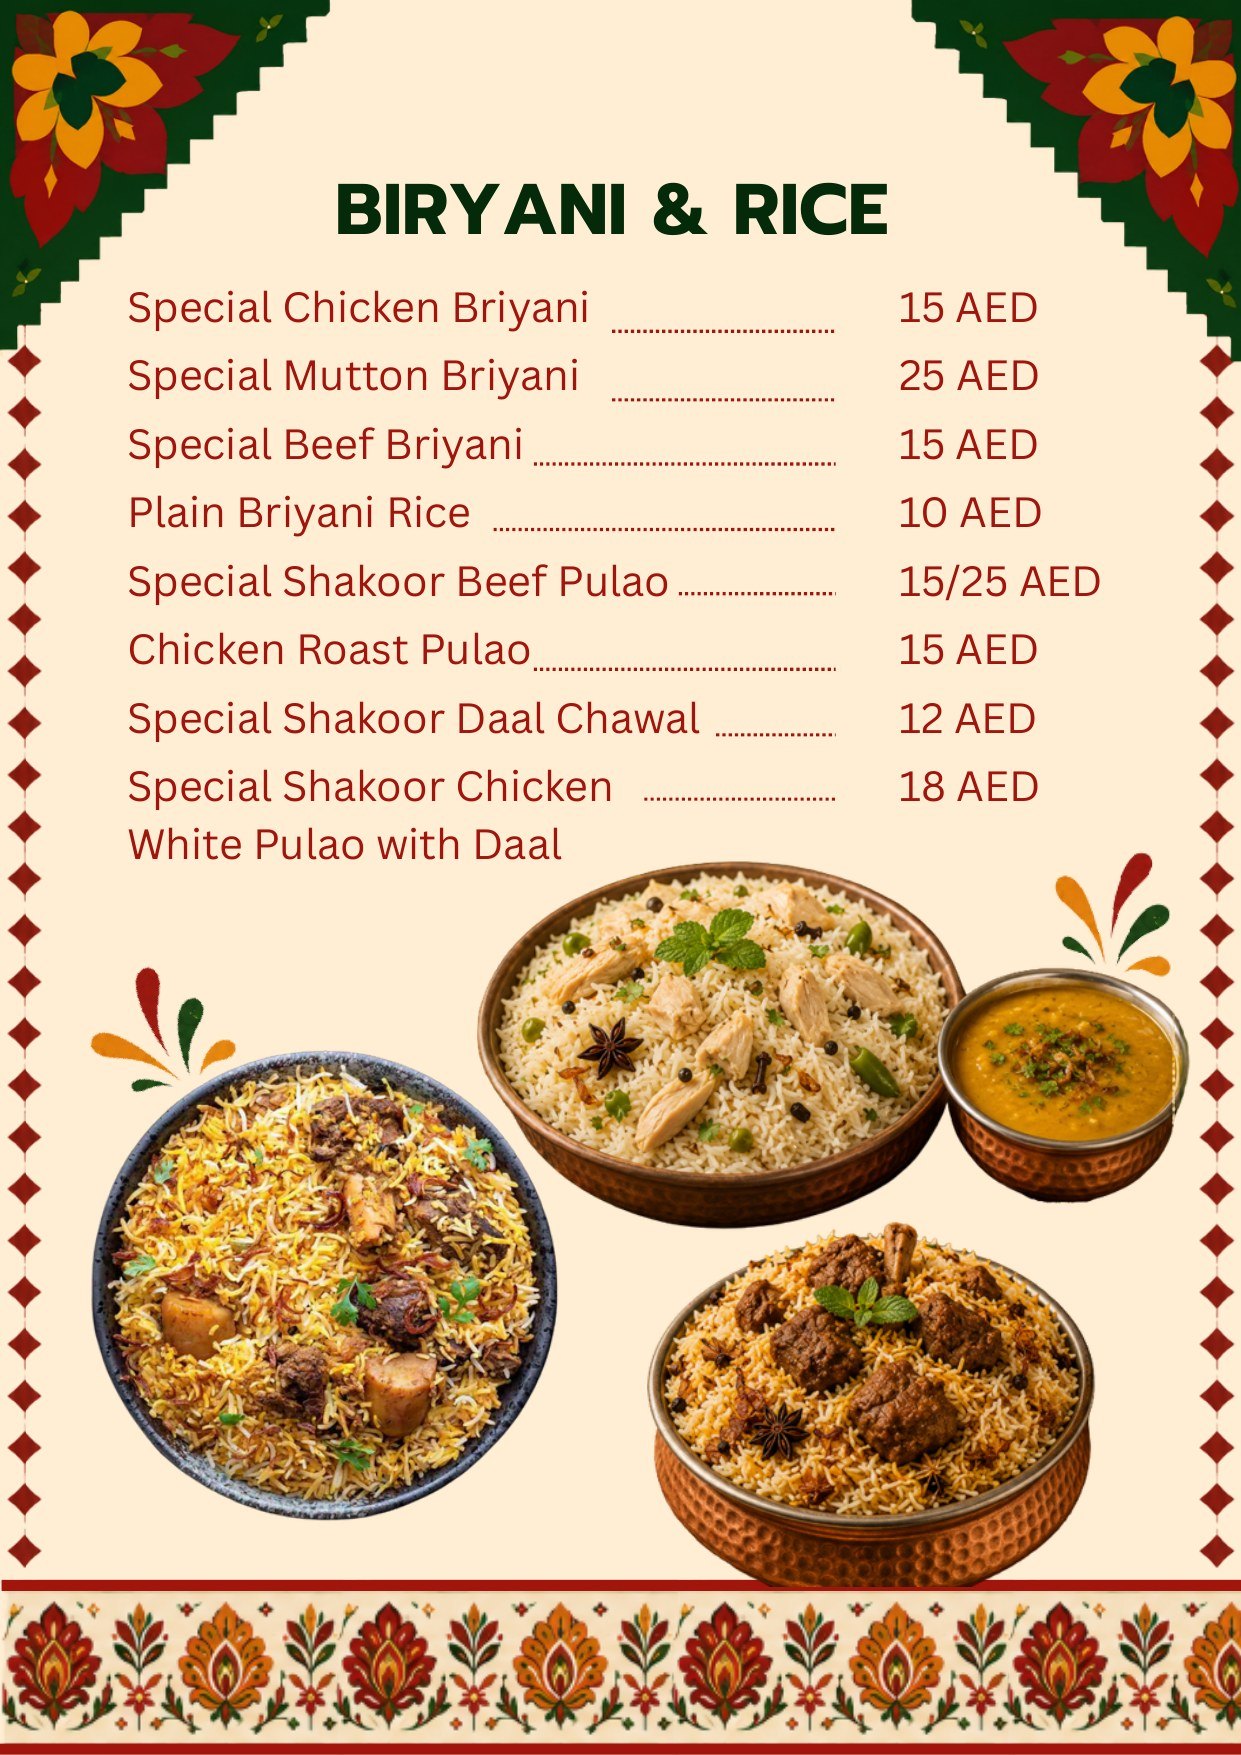 BIRYANI & RICE
Special Chicken Briyani 15 AED
Special Mutton Briyani 25 AED
Special Beef Briyani 15 AED
Plain Briyani Rice 10 AED
Special Shakoor Beef Pulao 15/25 AED
Chicken Roast Pulao 15 AED
Special Shakoor Daal Chawal 12 AED
Special Shakoor Chicken 18 AED
White Pulao with Daal